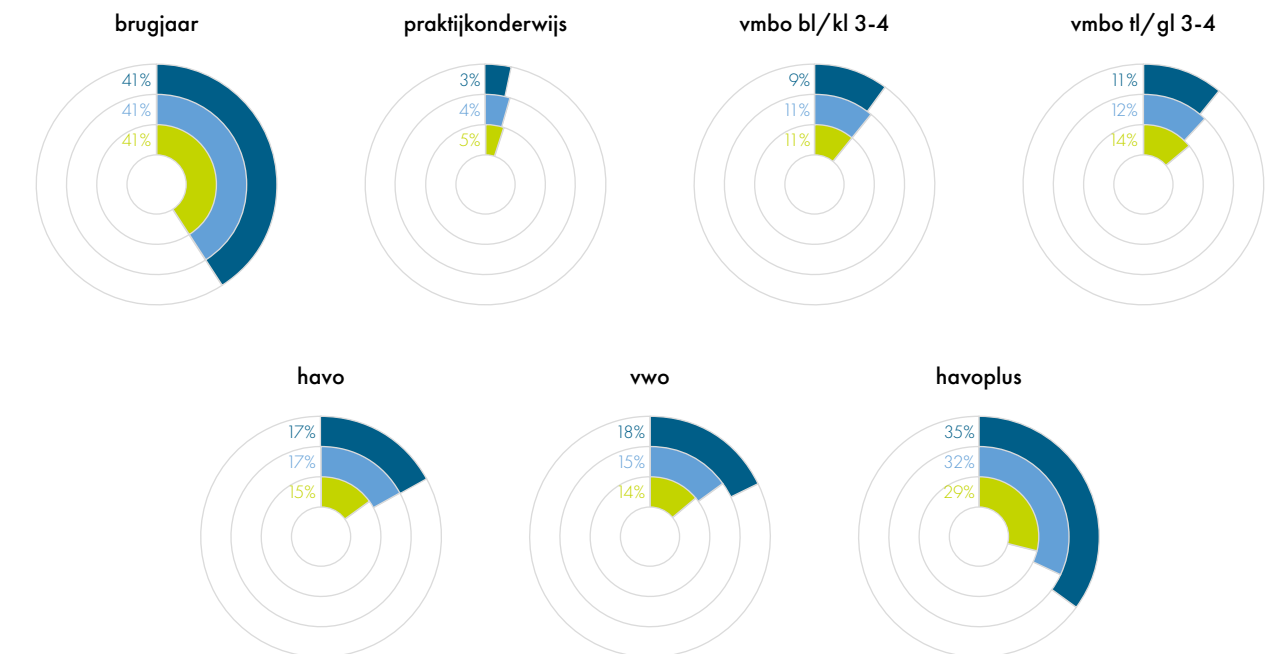 brugjaar praktijkonderwijs vmbo bl/kl 3-4 vmbo tl/gl 3-4
41% 3% 9% 11%
41% 4% 11% 12%
41% 5% 11% 14%
havo vwo havoplus
17% 18% 35%
17% 15% 32%
15% 14% 29%